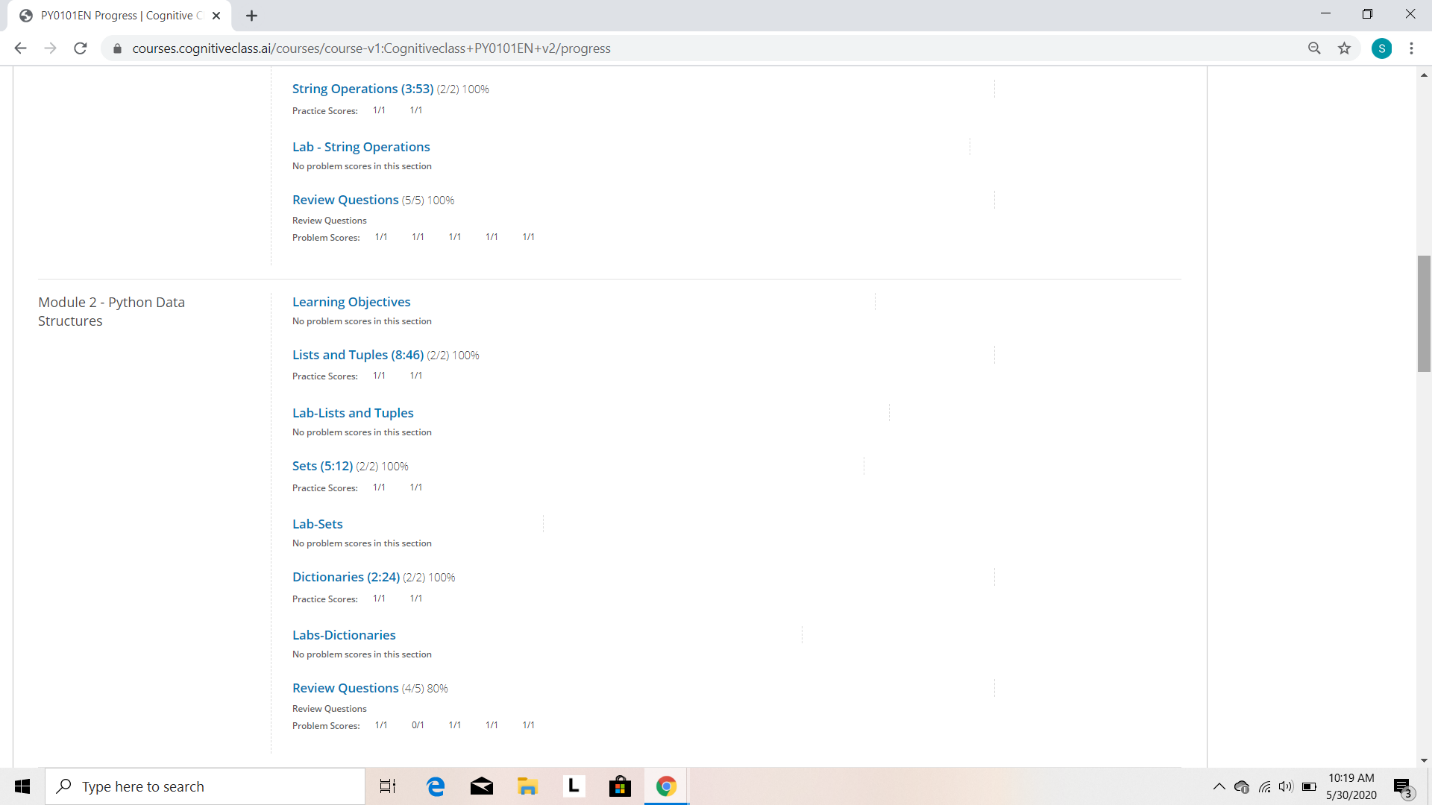 PY0101EN Progress | Cognitive C
courses.cognitiveclass.ai/courses/course-v1:Cognitiveclass+PY0101EN+v2/progress
S
String Operations (3:53) (2/2) 100%
Practice Scores: 1/1 1/1
Lab - String Operations
No problem scores in this section
Review Questions (5/5) 100%
Review Questions
Problem Scores: 1/1 1/1 1/1 1/1 1/1
Module 2 - Python Data
Structures
Learning Objectives
No problem scores in this section
Lists and Tuples (8:46) (2/2) 100%
Practice Scores: 1/1 1/1
Lab-Lists and Tuples
No problem scores in this section
Sets (5:12) (2/2) 100%
Practice Scores: 1/1 1/1
Lab-Sets
No problem scores in this section
Dictionaries (2:24) (2/2) 100%
Practice Scores: 1/1 1/1
Labs-Dictionaries
No problem scores in this section
Review Questions (4/5) 80%
Review Questions
Problem Scores: 1/1 0/1 1/1 1/1 1/1
Type here to search
L
10:19 AM
5/30/2020
3